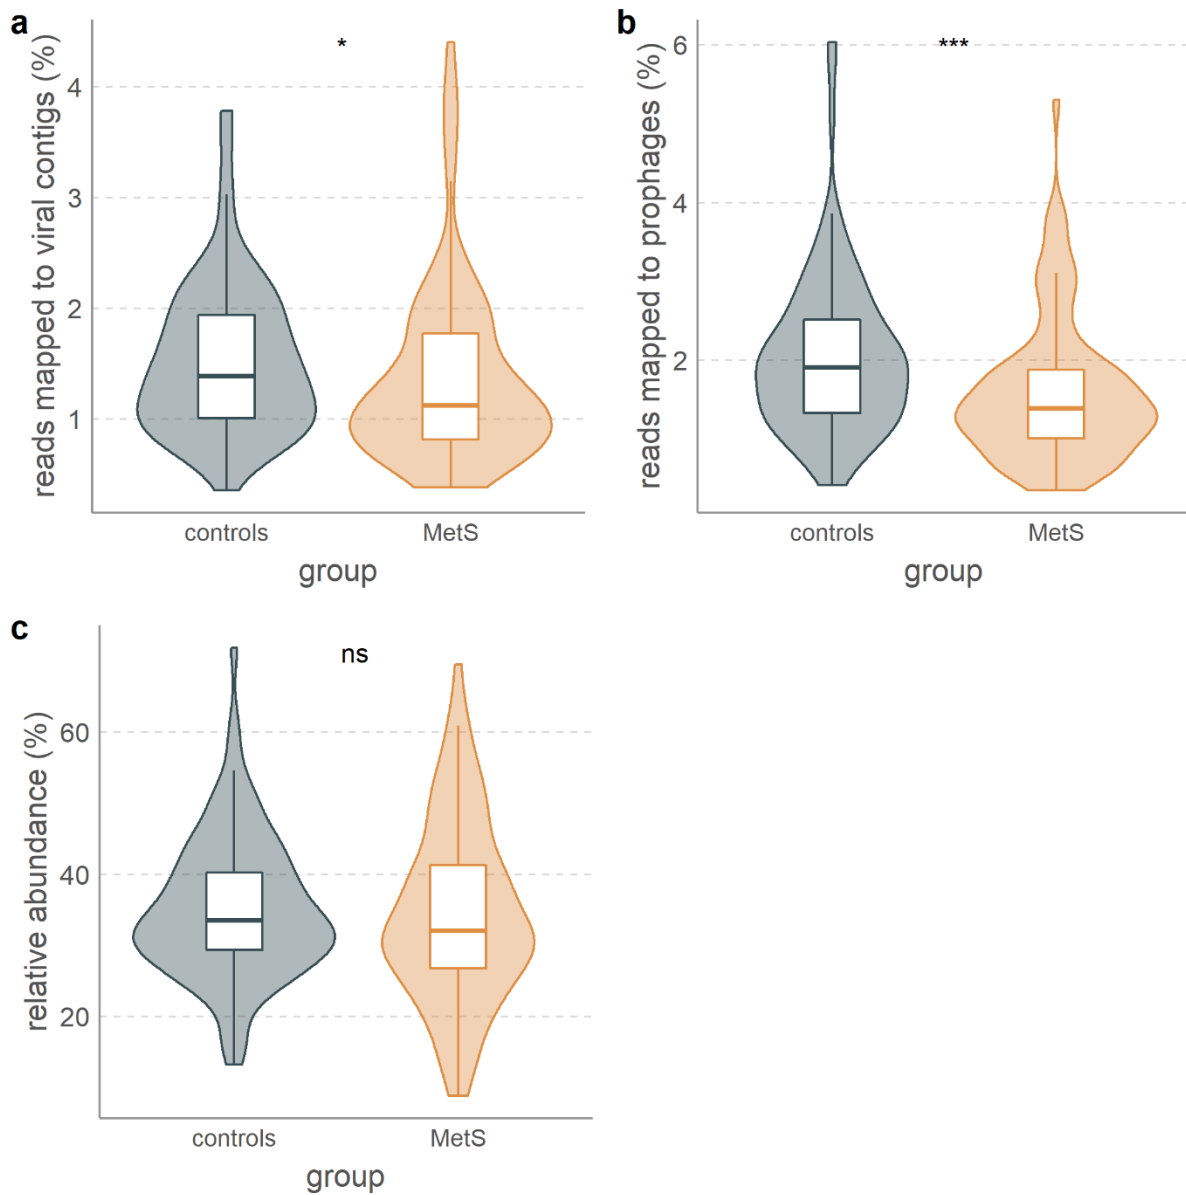 a
reads mapped to viral contigs (%)
*
4
3
2
1
controls
MetS
group
b
reads mapped to prophages (%)
***
6
4
2
controls
MetS
group
c
relative abundance (%)
ns
60
40
20
controls
MetS
group